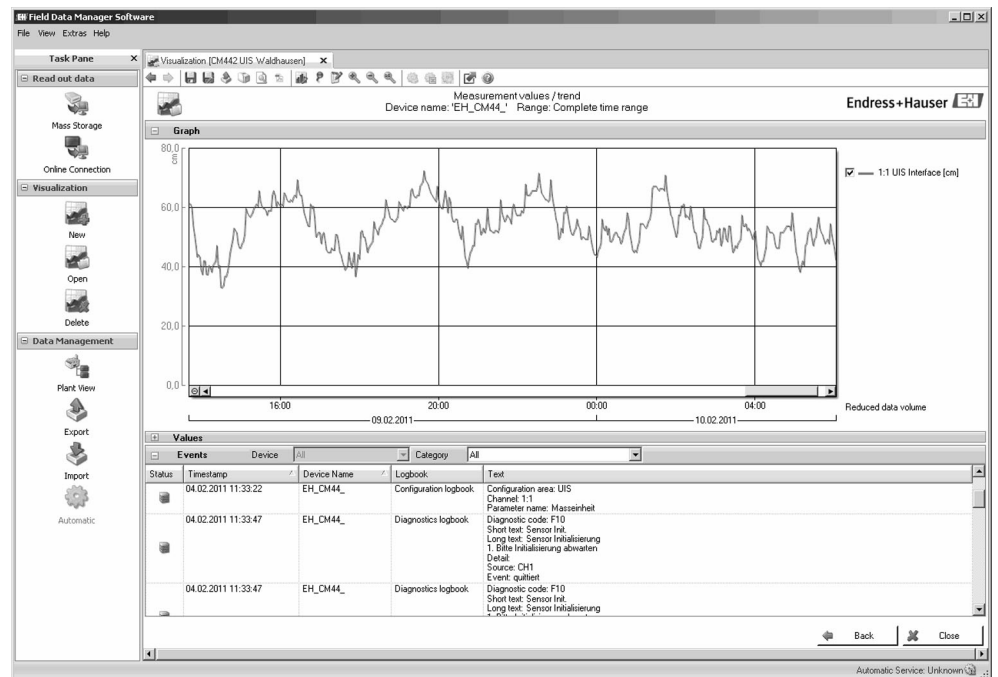 Field Data Manager Software
File View Extras Help
Task Pane X
Visualization [CM442 UIS Waldhausen] X
Read out data
Mass Storage
Online Connection
Visualization
New
Open
Delete
Data Management
Plant View
Export
Import
Automatic
Measurement values / trend
Device name: 'EH_CM44_' Range: Complete time range
Endress+Hauser EH
Graph
80,0
cm
60,0
40,0
20,0
0,0
1:1 UIS Interface [cm]
16:00 20:00 00:00 04:00
09.02.2011 10.02.2011
Reduced data volume
Values
Events Device All Category All
Status Timestamp Device Name Logbook Text
04.02.2011 11:33:22 EH_CM44_ Configuration logbook Configuration area: UIS
Channel: 1:1
Parameter name: Masseinheit
04.02.2011 11:33:47 EH_CM44_ Diagnostics logbook Diagnostic code: F10
Short text: Sensor Init.
Long text: Sensor Initialisierung
1. Bitte Initialisierung abwarten
Detail:
Source: CH1
Event: quittiert
04.02.2011 11:33:47 EH_CM44_ Diagnostics logbook Diagnostic code: F10
Short text: Sensor Init.
Long text: Sensor Initialisierung
Back Close
Automatic Service: Unknown